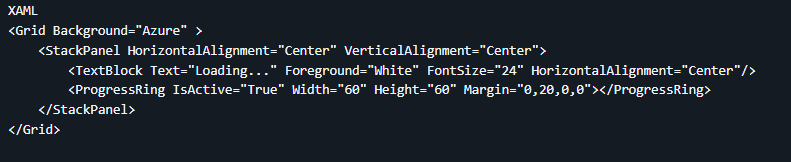 XAML
<Grid Background="Azure" >
    <StackPanel HorizontalAlignment="Center" VerticalAlignment="Center">
        <TextBlock Text="Loading..." Foreground="White" FontSize="24" HorizontalAlignment="Center"/>
        <ProgressRing IsActive="True" Width="60" Height="60" Margin="0,20,0,0"></ProgressRing>
    </StackPanel>
</Grid>